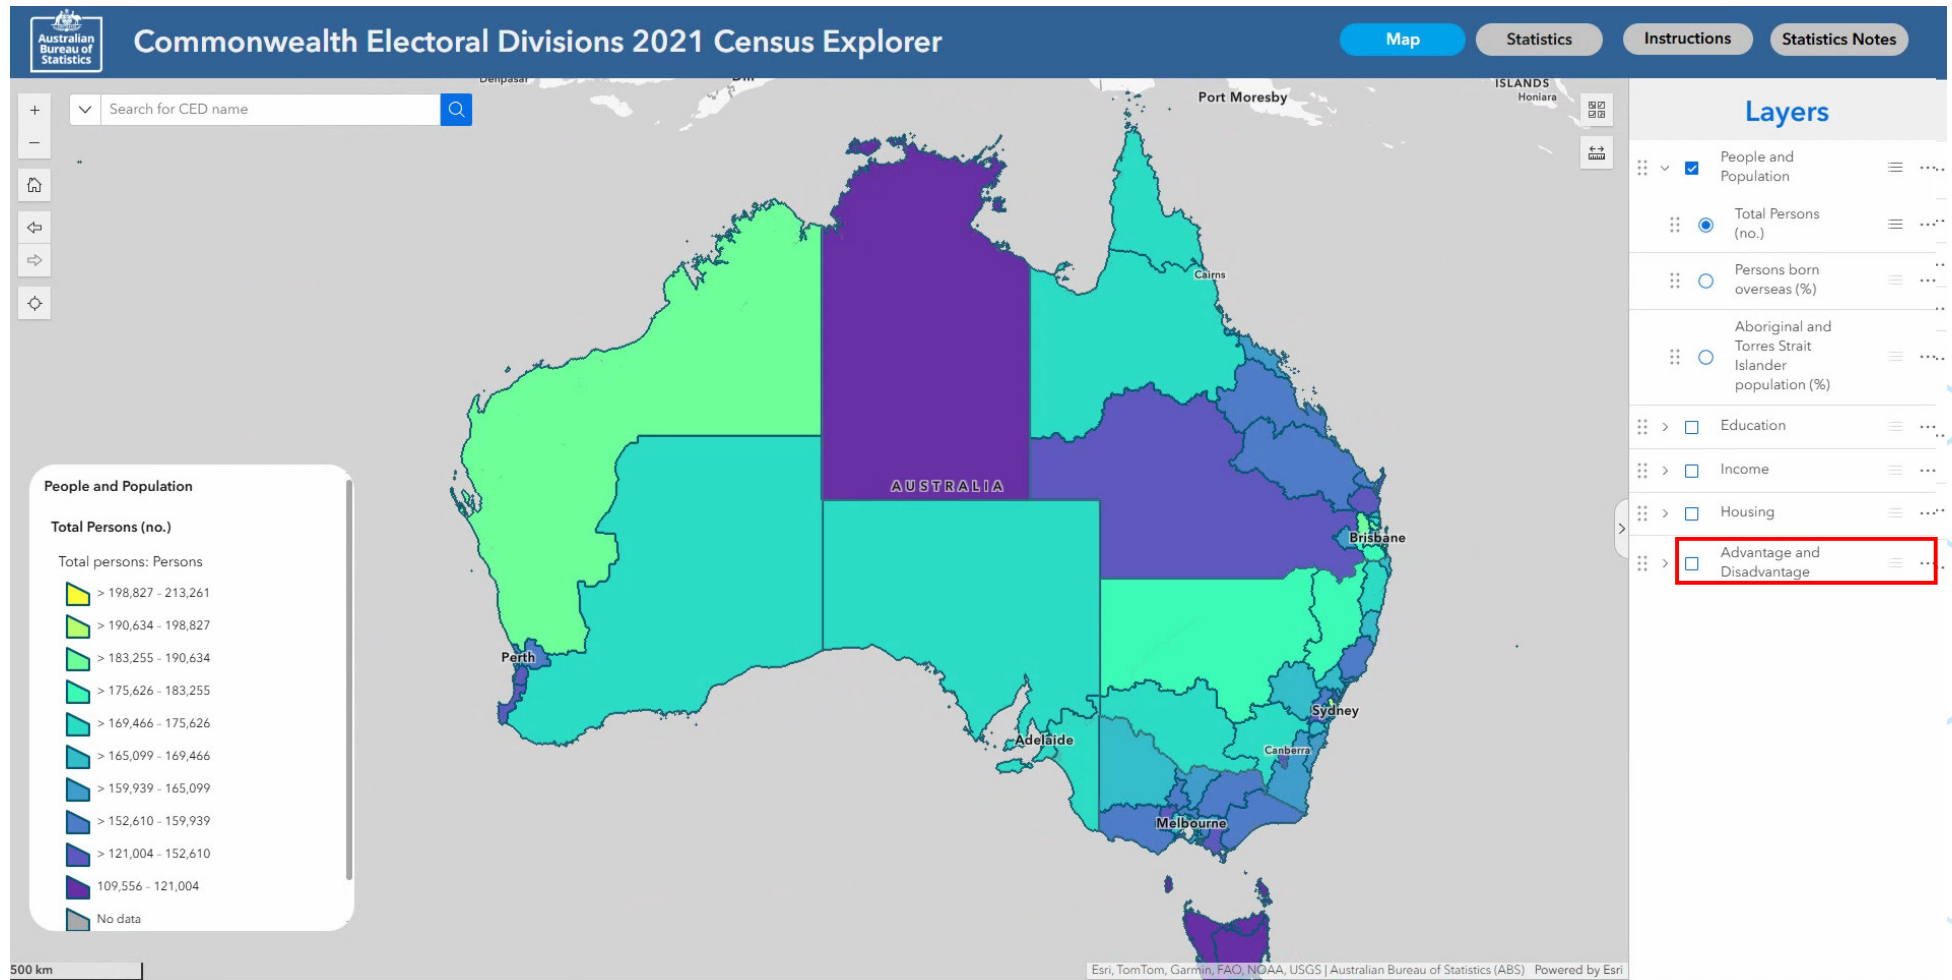 Australian
Bureau of
Statistics
Commonwealth Electoral Divisions 2021 Census Explorer
Map
Statistics
Instructions
Statistics Notes
Denpasar
Port Moresby
ISLANDS
Honiara
Search for CED name
Layers
People and
Population
Total Persons
(no.)
Persons born
overseas (%)
Aboriginal and
Torres Strait
Islander
population (%)
Education
Income
Housing
Advantage and
Disadvantage
Cairns
AUSTRALIA
Brisbane
Perth
Sydney
Adelaide
Canberra
Melbourne
People and Population
Total Persons (no.)
Total persons: Persons
> 198,827 - 213,261
> 190,634 - 198,827
> 183,255 - 190,634
> 175,626 - 183,255
> 169,466 - 175,626
> 165,099 - 169,466
> 159,939 - 165,099
> 152,610 - 159,939
> 121,004 - 152,610
109,556 - 121,004
No data
500 km
Esri, TomTom, Garmin, FAO, NOAA, USGS | Australian Bureau of Statistics (ABS) Powered by Esri